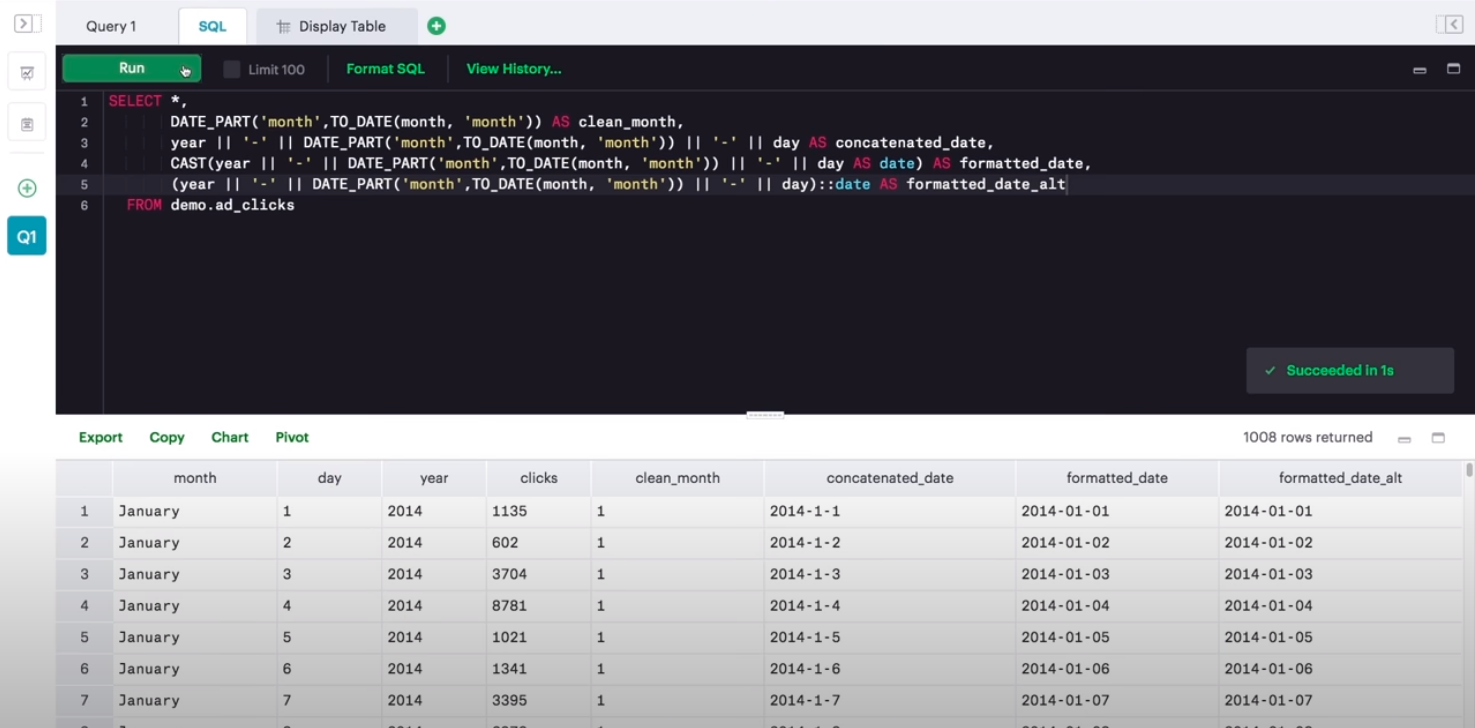 Query 1 SQL Display Table
Run Limit 100 Format SQL View History...
1 SELECT *,
2 DATE_PART('month',TO_DATE(month, 'month')) AS clean_month,
3 year || '-' || DATE_PART('month',TO_DATE(month, 'month')) || '-' || day AS concatenated_date,
4 CAST(year || '-' || DATE_PART('month',TO_DATE(month, 'month')) || '-' || day AS date) AS formatted_date,
5 (year || '-' || DATE_PART('month',TO_DATE(month, 'month')) || '-' || day)::date AS formatted_date_alt
6 FROM demo.ad_clicks
Q1
Succeeded in 1s
Export Copy Chart Pivot 1008 rows returned
month day year clicks clean_month concatenated_date formatted_date formatted_date_alt
1 January 1 2014 1135 1 2014-1-1 2014-01-01 2014-01-01
2 January 2 2014 602 1 2014-1-2 2014-01-02 2014-01-02
3 January 3 2014 3704 1 2014-1-3 2014-01-03 2014-01-03
4 January 4 2014 8781 1 2014-1-4 2014-01-04 2014-01-04
5 January 5 2014 1021 1 2014-1-5 2014-01-05 2014-01-05
6 January 6 2014 1341 1 2014-1-6 2014-01-06 2014-01-06
7 January 7 2014 3395 1 2014-1-7 2014-01-07 2014-01-07